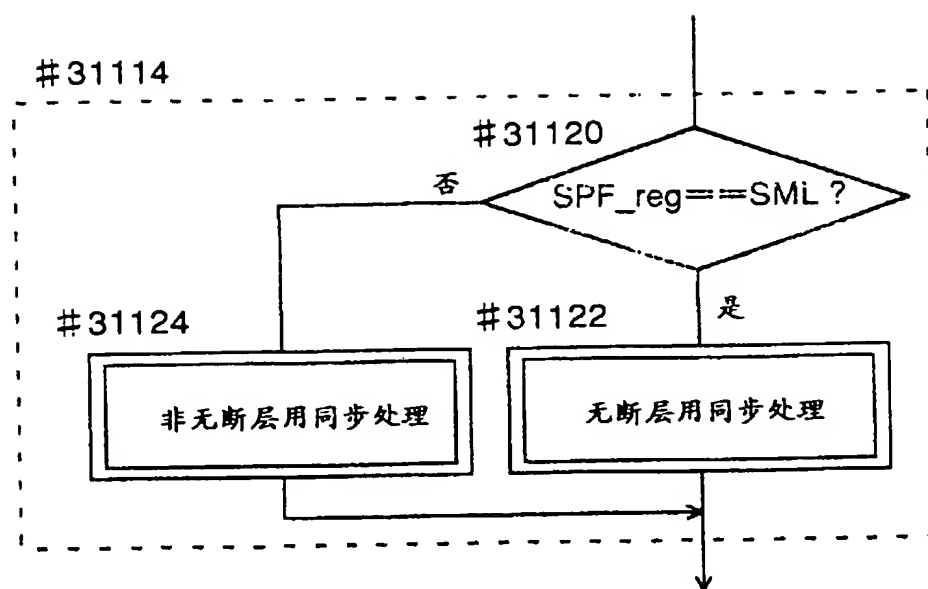 #31114
#31120
否
SPF_reg==SML?
#31124
#31122
是
非无断层用同步处理
无断层用同步处理